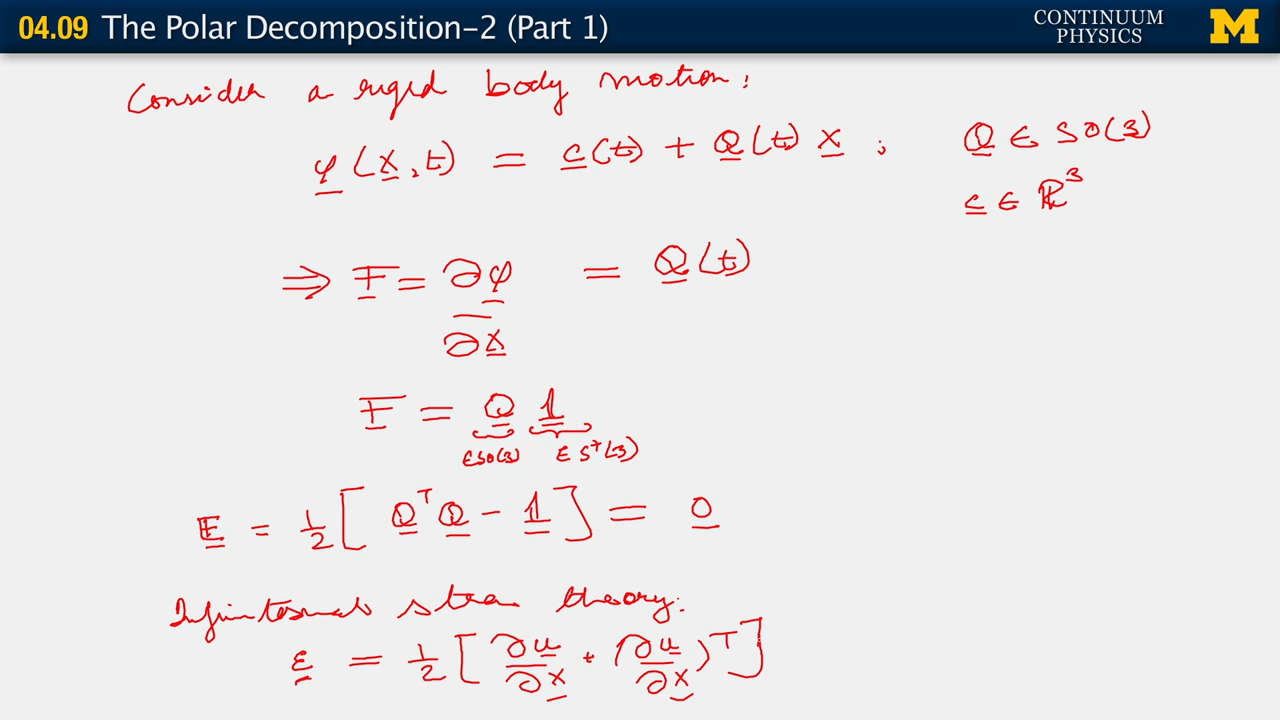 04.09 The Polar Decomposition-2 (Part 1)
CONTINUUM
PHYSICS
M
Consider a rigid body motion:
φ(X,t) = c(t) + Q(t) X ; Q ∈ SO(3)
c ∈ ℝ³
⇒ F = ∂φ/∂X = Q(t)
F = Q 1
∈SO(3) ∈ S⁺(3)
E = 1/2 [ QᵀQ - 1 ] = 0
Infinitesimal strain theory:
ε = 1/2 [ ∂u/∂X + (∂u/∂X)ᵀ ]